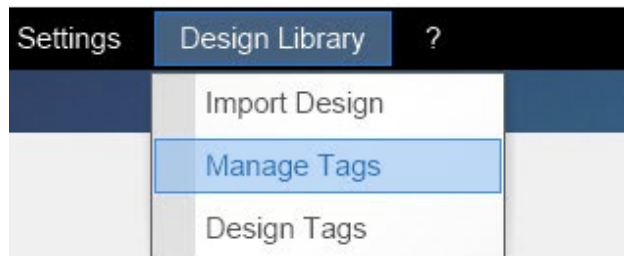 Settings Design Library ?
Import Design
Manage Tags
Design Tags